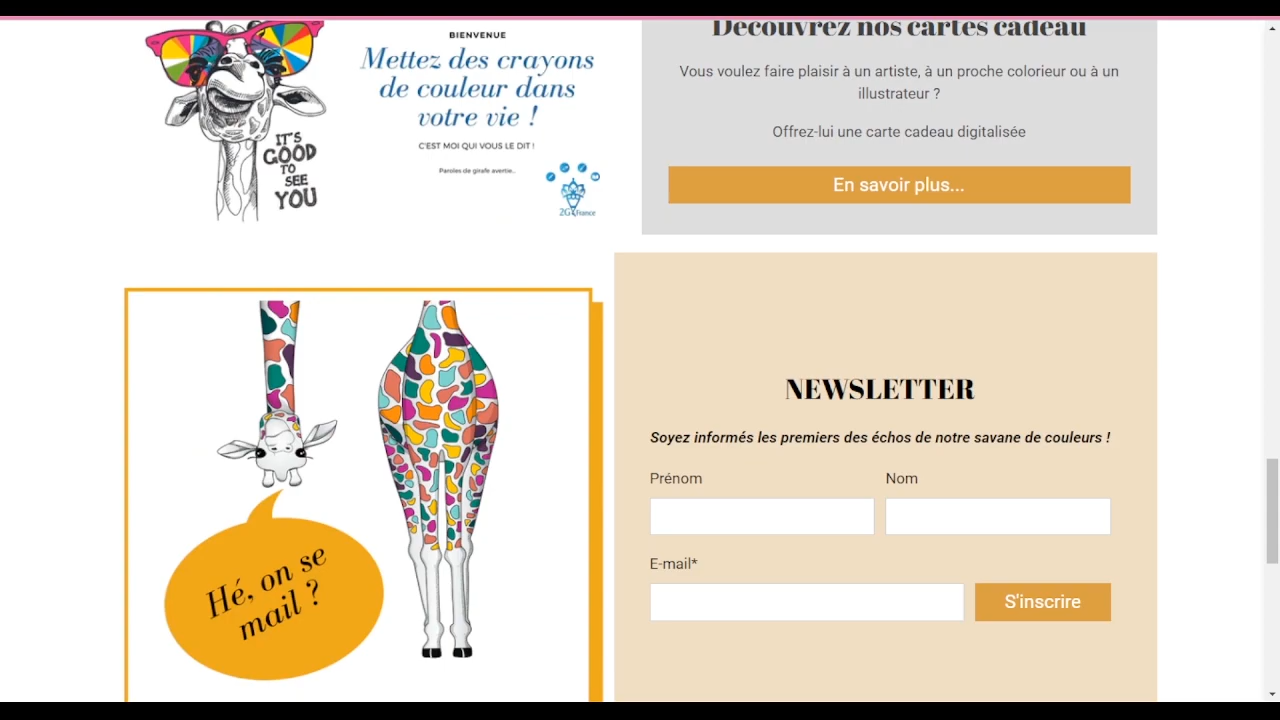 BIENVENUE
Mettez des crayons
de couleur dans
votre vie !
C'EST MOI QUI VOUS LE DIT !
Paroles de girafe avertie..
IT'S
GOOD
TO
SEE
YOU
2G France
Découvrez nos cartes cadeau
Vous voulez faire plaisir à un artiste à un proche colorieur ou à un
illustrateur ?
Offrez-lui une carte cadeau digitalisée
En savoir plus...
Hé, on se
mail ?
NEWSLETTER
Soyez informés les premiers des échos de notre savane de couleurs !
Prénom
Nom
E-mail*
S'inscrire